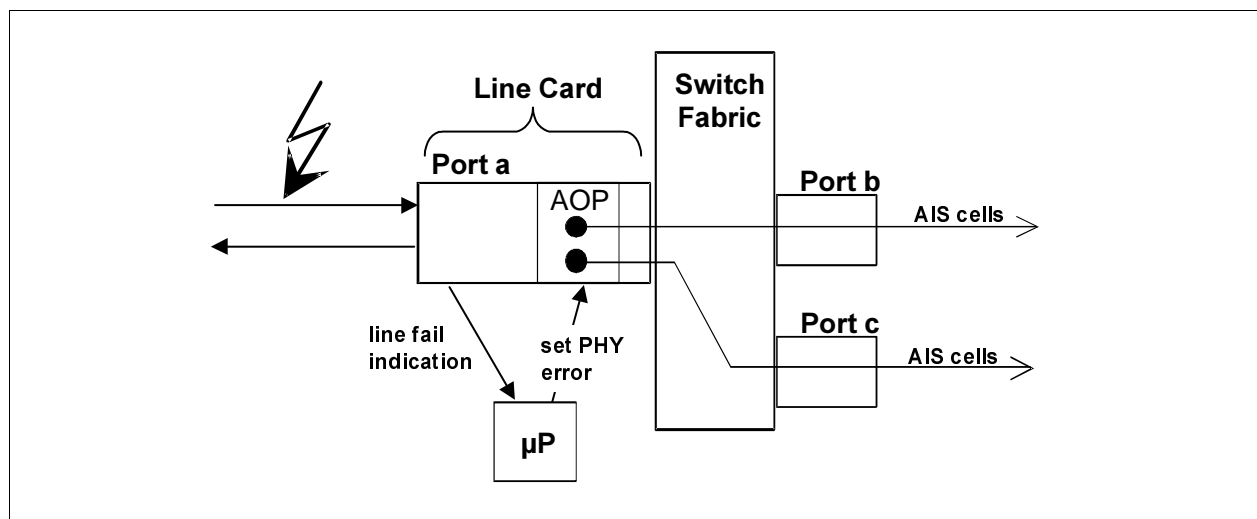 Line Card
Switch
Fabric
Port a
AOP
Port b
AIS cells
line fail
indication
set PHY
error
Port c
AIS cells
µP